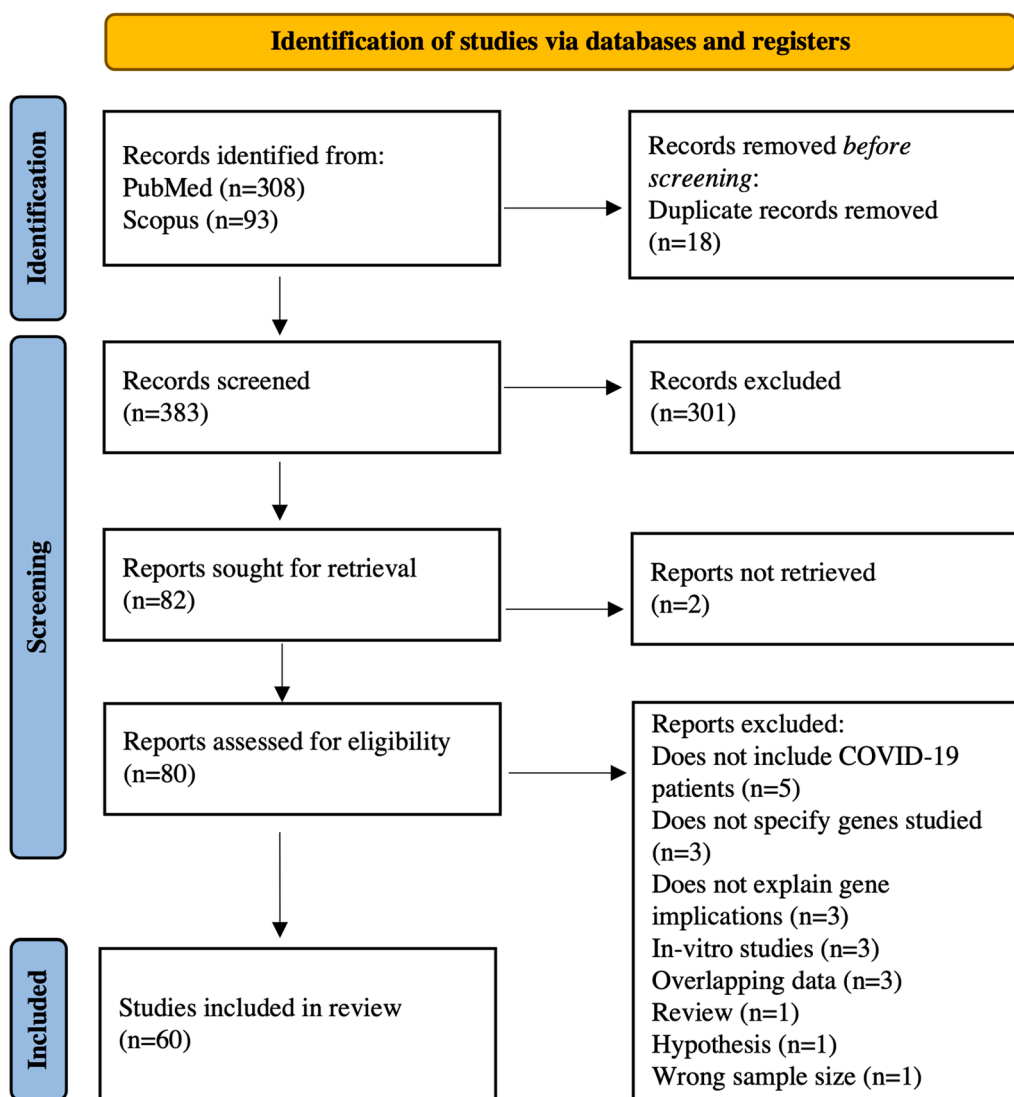 Identification of studies via databases and registers
Identification
Records identified from:
PubMed (n=308)
Scopus (n=93)
Records removed before
screening:
Duplicate records removed
(n=18)
Screening
Records screened
(n=383)
Records excluded
(n=301)
Reports sought for retrieval
(n=82)
Reports not retrieved
(n=2)
Reports assessed for eligibility
(n=80)
Reports excluded:
Does not include COVID-19
patients (n=5)
Does not specify genes studied
(n=3)
Does not explain gene
implications (n=3)
In-vitro studies (n=3)
Overlapping data (n=3)
Review (n=1)
Hypothesis (n=1)
Wrong sample size (n=1)
Included
Studies included in review
(n=60)